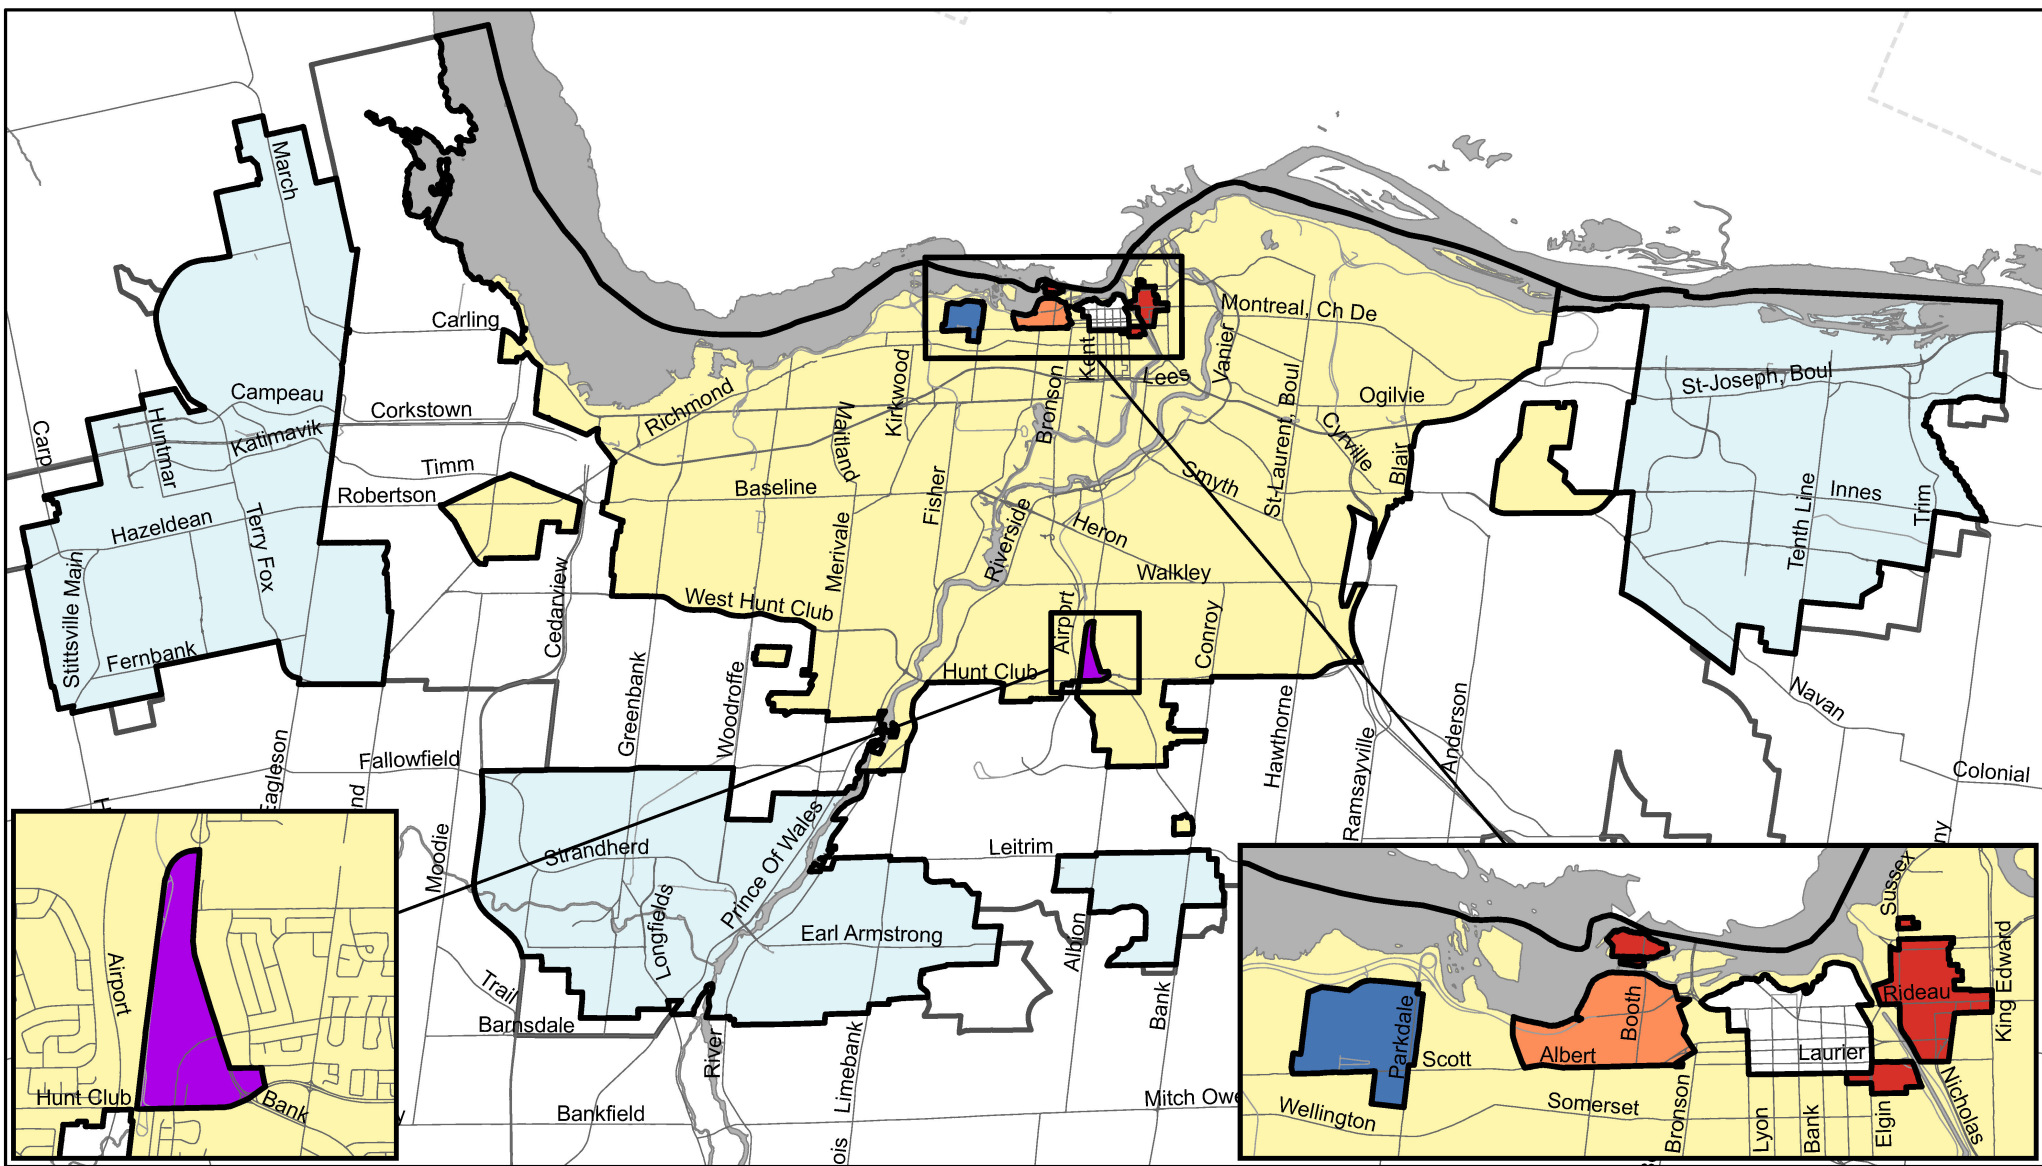 March
Carling
Montreal, Ch De
Kent
Lees
Vanier
Kirkwood
Richmond
Bronson
St-Laurent, Boul
Ogilvie
St-Joseph, Boul
Campeau
Corkstown
Carp
Huntmar
Katimavik
Maitland
Cyrville
Blair
Timm
Robertson
Baseline
Fisher
Smyth
Innes
Tenth Line
Trim
Hazeldean
Terry Fox
Merivale
Riverside
Heron
Walkley
Stittsville Main
Cedarview
West Hunt Club
Airport
Conroy
Fernbank
Hunt Club
Greenbank
Woodroffe
Hawthorne
Anderson
Navan
Eagleson
Fallowfield
Ramsayville
Colonial
H
nd
ny
Moodie
Strandherd
Prince Of Wales
Leitrim
Longfields
Earl Armstrong
Albion
Bank
Trail
Barnsdale
River
Limebank
Bankfield
Mitch Owe
ois
Airport
Hunt Club
Bank
Sussex
King Edward
Rideau
Parkdale
Booth
Scott
Albert
Laurier
Wellington
Somerset
Bronson
Lyon
Bank
Elgin
Nicholas